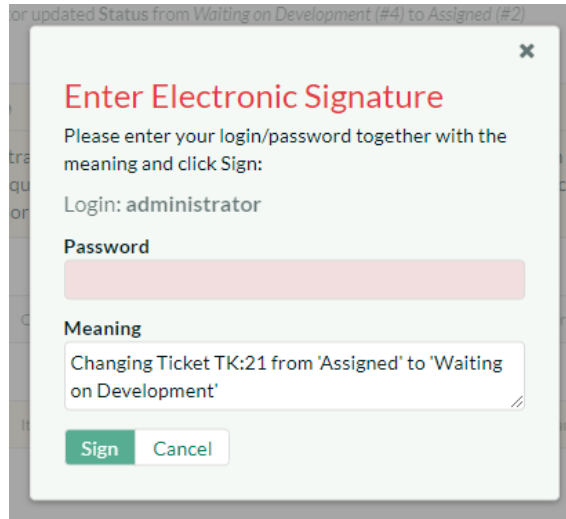 or updated Status from Waiting on Development (#4) to Assigned (#2)
×
Enter Electronic Signature
Please enter your login/password together with the
meaning and click Sign:
Login: administrator
Password
Meaning
Changing Ticket TK:21 from 'Assigned' to 'Waiting
on Development'
Sign Cancel